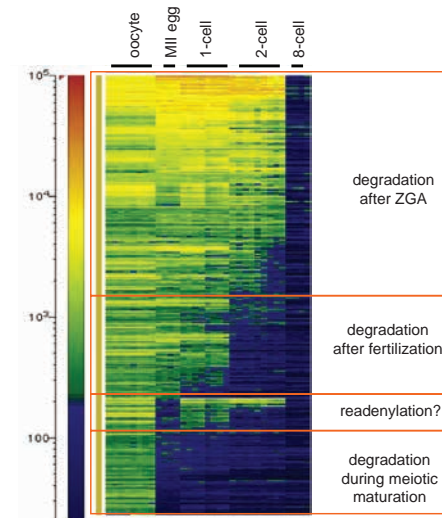 oocyte
MII egg
1-cell
2-cell
8-cell
10⁵
10⁴
10³
100
degradation
after ZGA
degradation
after fertilization
readenylation?
degradation
during meiotic
maturation